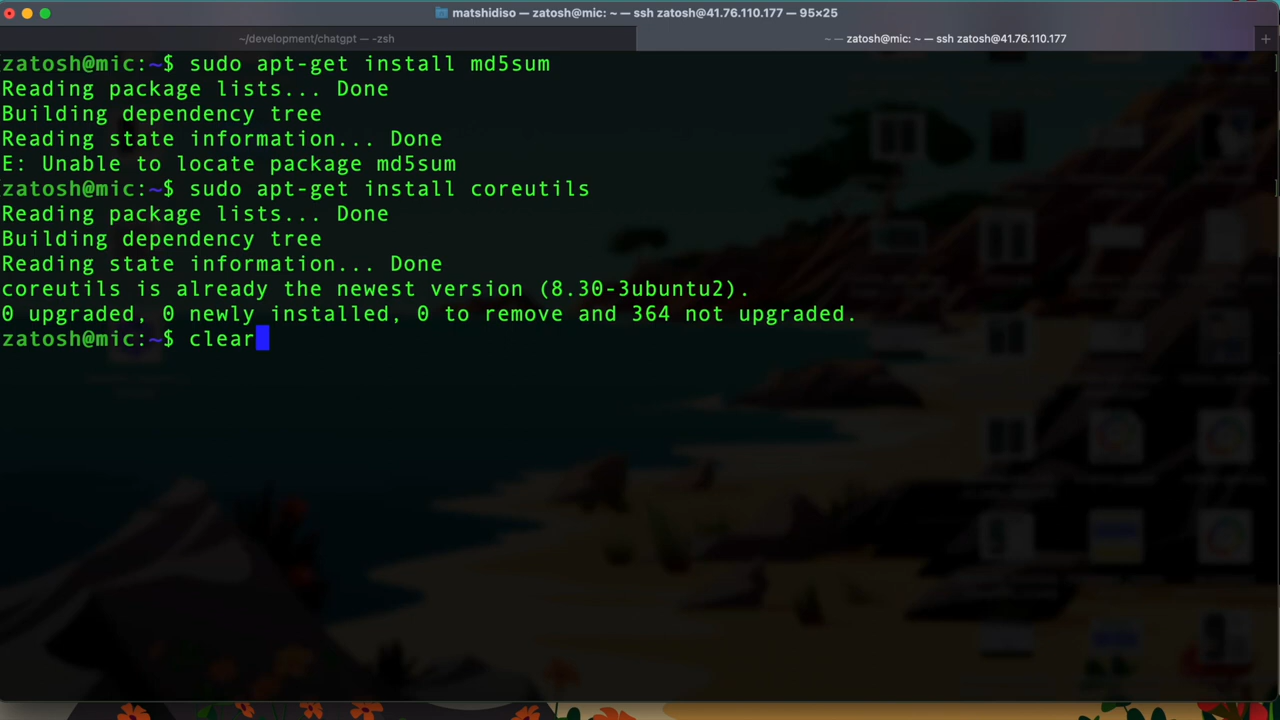 matshidiso — zatosh@mic: ~ — ssh zatosh@41.76.110.177 — 95×25
~/development/chatgpt — -zsh
~ — zatosh@mic: ~ — ssh zatosh@41.76.110.177
zatosh@mic:~$ sudo apt-get install md5sum
Reading package lists... Done
Building dependency tree
Reading state information... Done
E: Unable to locate package md5sum
zatosh@mic:~$ sudo apt-get install coreutils
Reading package lists... Done
Building dependency tree
Reading state information... Done
coreutils is already the newest version (8.30-3ubuntu2).
0 upgraded, 0 newly installed, 0 to remove and 364 not upgraded.
zatosh@mic:~$ clear